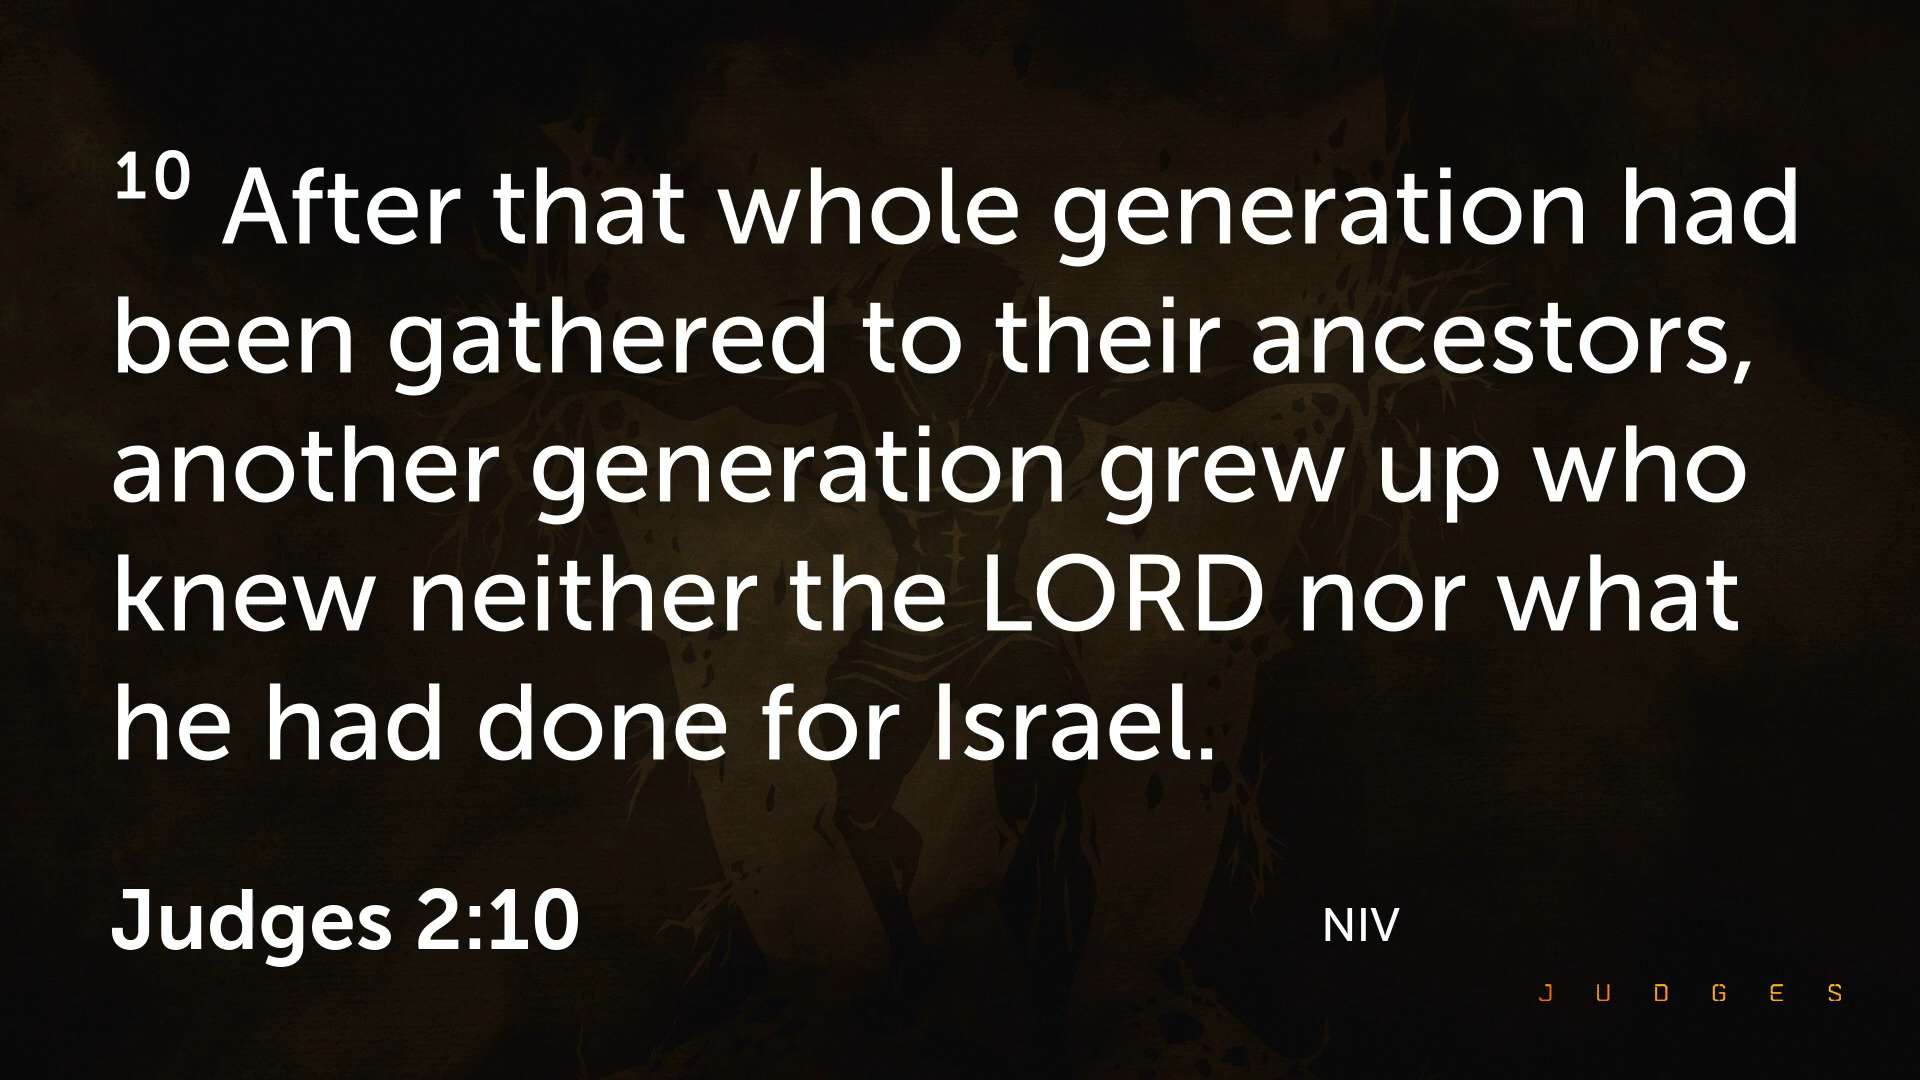 10 After that whole generation had
been gathered to their ancestors,
another generation grew up who
knew neither the LORD nor what
he had done for Israel.
Judges 2:10
NIV
JUDGES